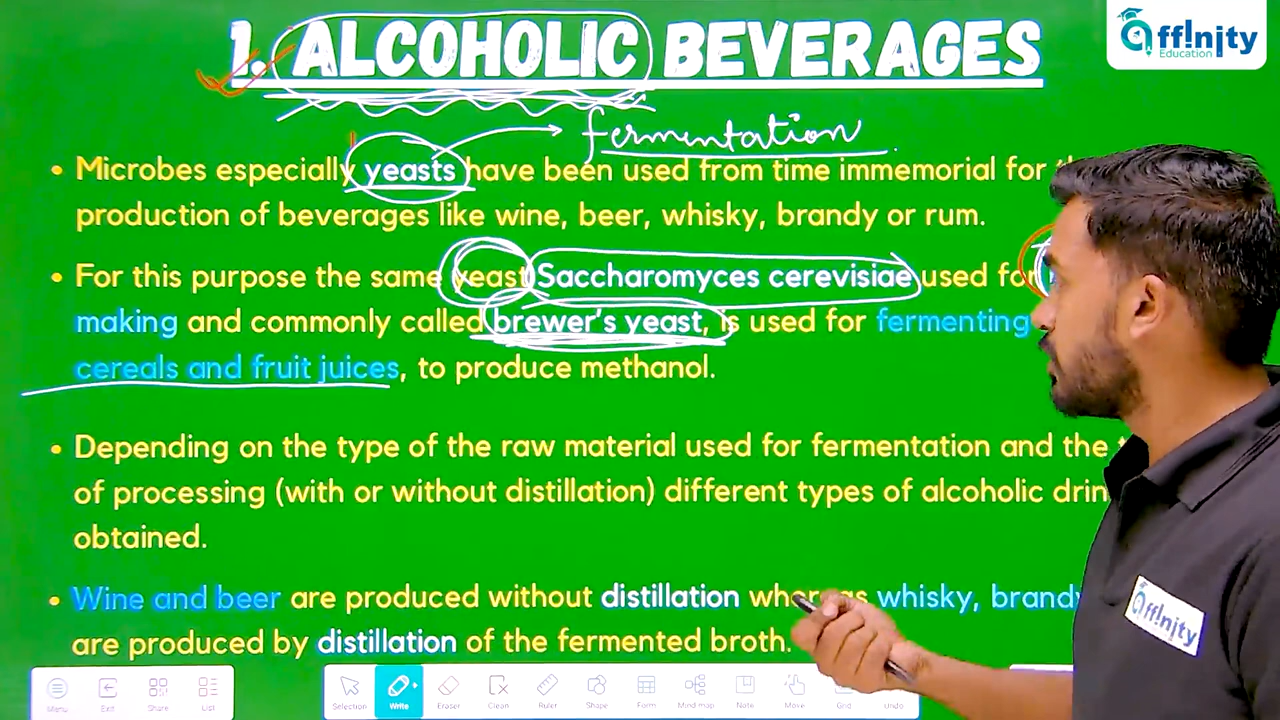 1. ALCOHOLIC BEVERAGES
Aff!nity
Education
fermentation
• Microbes especially yeasts have been used from time immemorial for
production of beverages like wine, beer, whisky, brandy or rum.
• For this purpose the same yeast Saccharomyces cerevisiae used for
making and commonly called brewer's yeast, is used for fermenting
cereals and fruit juices, to produce methanol.
• Depending on the type of the raw material used for fermentation and the
of processing (with or without distillation) different types of alcoholic
obtained.
• Wine and beer are produced without distillation whereas whisky, brandy
are produced by distillation of the fermented broth.
Aff!nity
Menu Exit Share List Selection Write Eraser Clean Ruler Shape Form Mind map Note Move Grid Undo